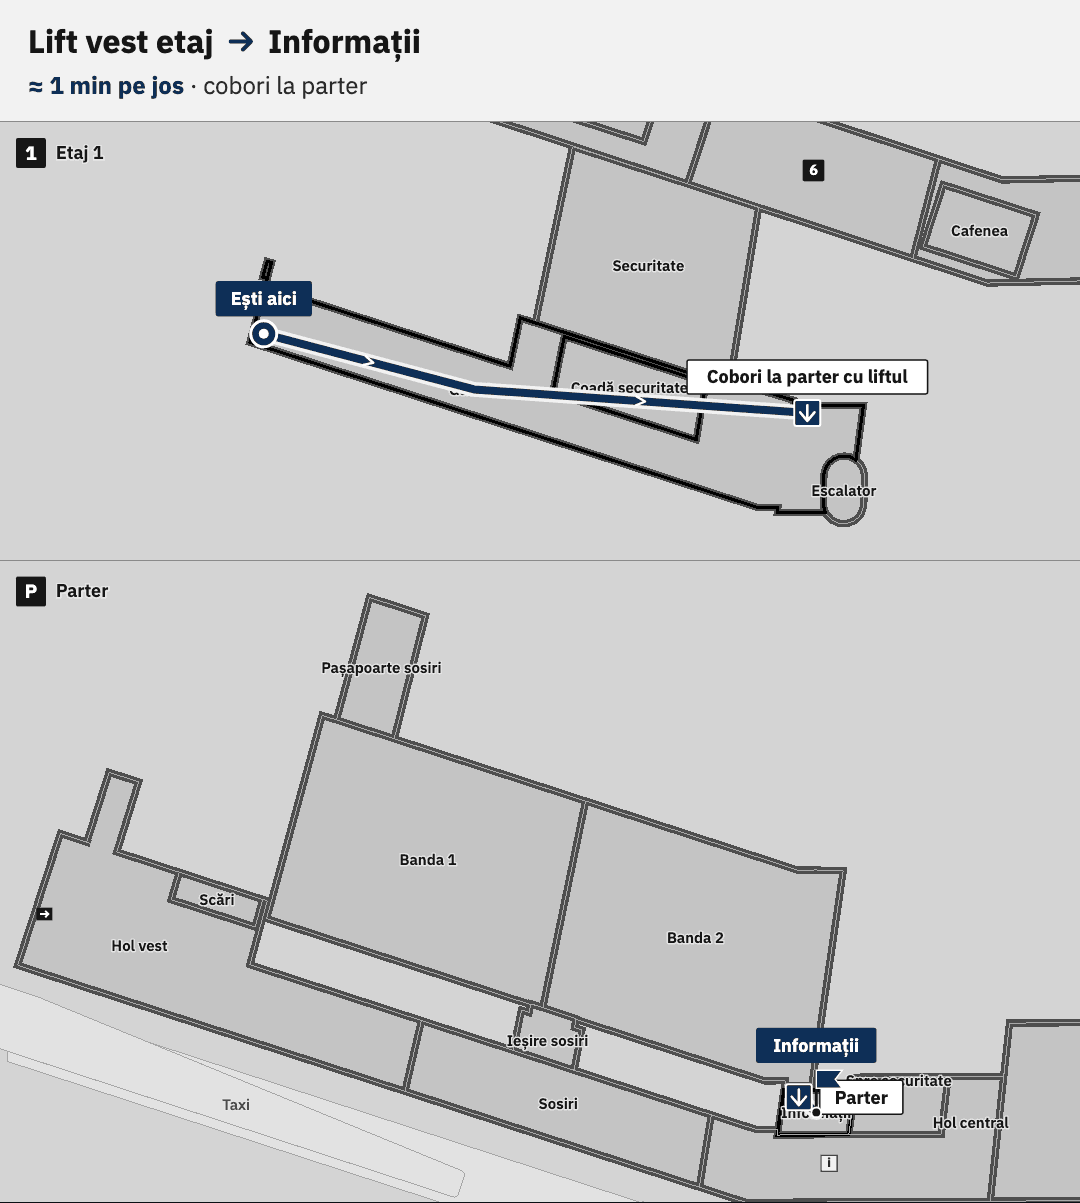 Lift vest etaj → Informații
≈ 1 min pe jos · cobori la parter
1 Etaj 1
6
Cafenea
Securitate
Ești aici
Cobori la parter cu liftul
Coadă securitate
Escalator
P Parter
Pașapoarte sosiri
Banda 1
Scări
Banda 2
Hol vest
Ieșire sosiri
Informații
securitate
Parter
Taxi
Sosiri
Hol central
i